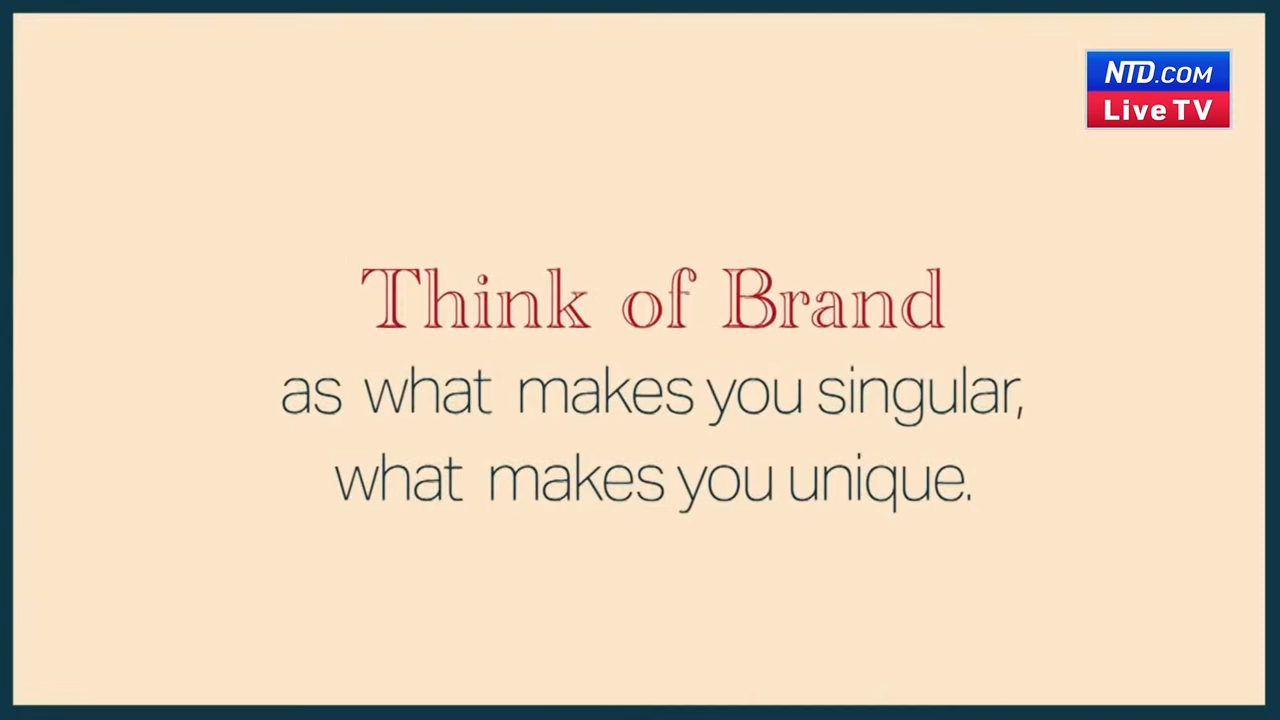 NTD.COM
Live TV
Think of Brand
as what makes you singular,
what makes you unique.